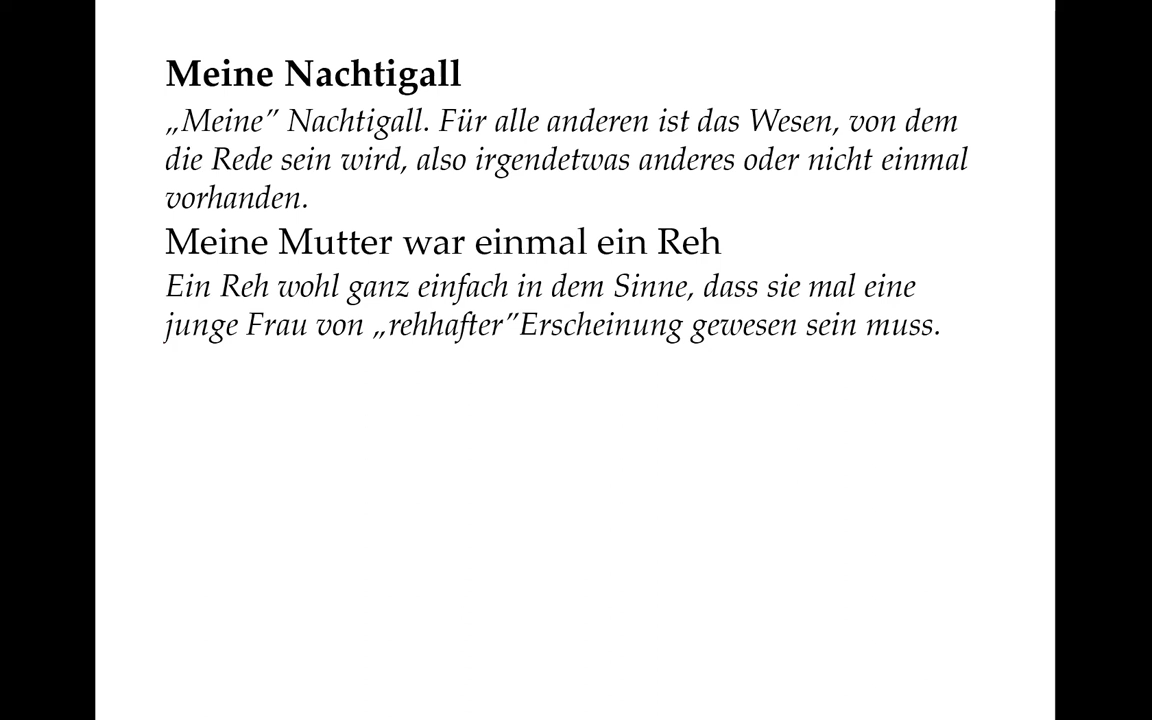 Meine Nachtigall
„Meine” Nachtigall. Für alle anderen ist das Wesen, von dem
die Rede sein wird, also irgendetwas anderes oder nicht einmal
vorhanden.
Meine Mutter war einmal ein Reh
Ein Reh wohl ganz einfach in dem Sinne, dass sie mal eine
junge Frau von „rehhafter”Erscheinung gewesen sein muss.